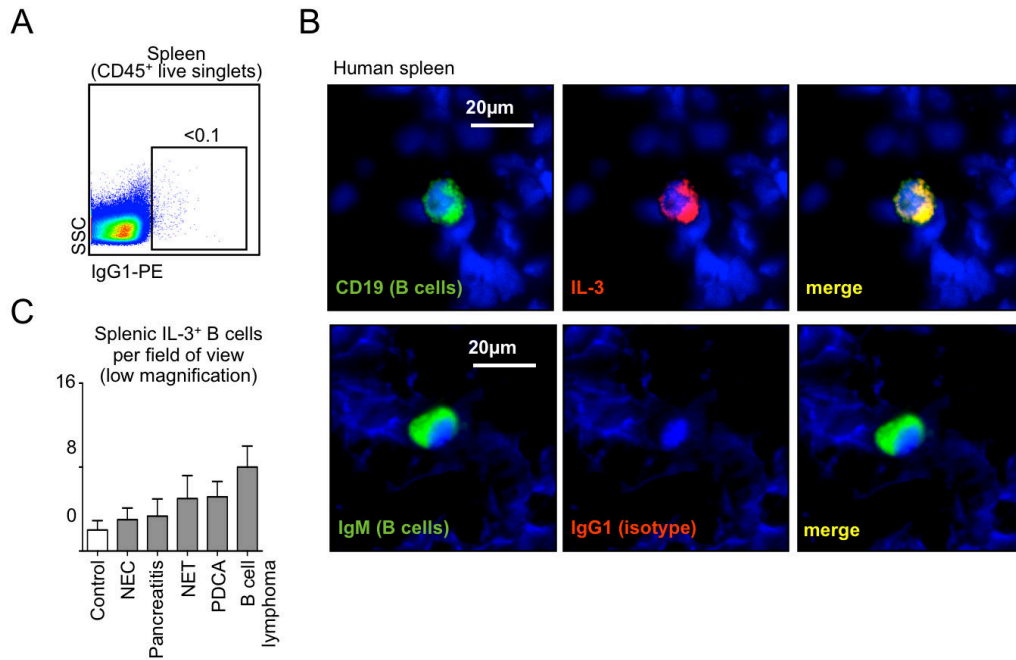 A
Spleen
(CD45⁺ live singlets)
<0.1
SSC
IgG1-PE
B
Human spleen
20µm
CD19 (B cells)
IL-3
merge
20µm
IgM (B cells)
IgG1 (isotype)
merge
C
Splenic IL-3⁺ B cells
per field of view
(low magnification)
16
8
0
Control
NEC
Pancreatitis
NET
PDCA
B cell
lymphoma